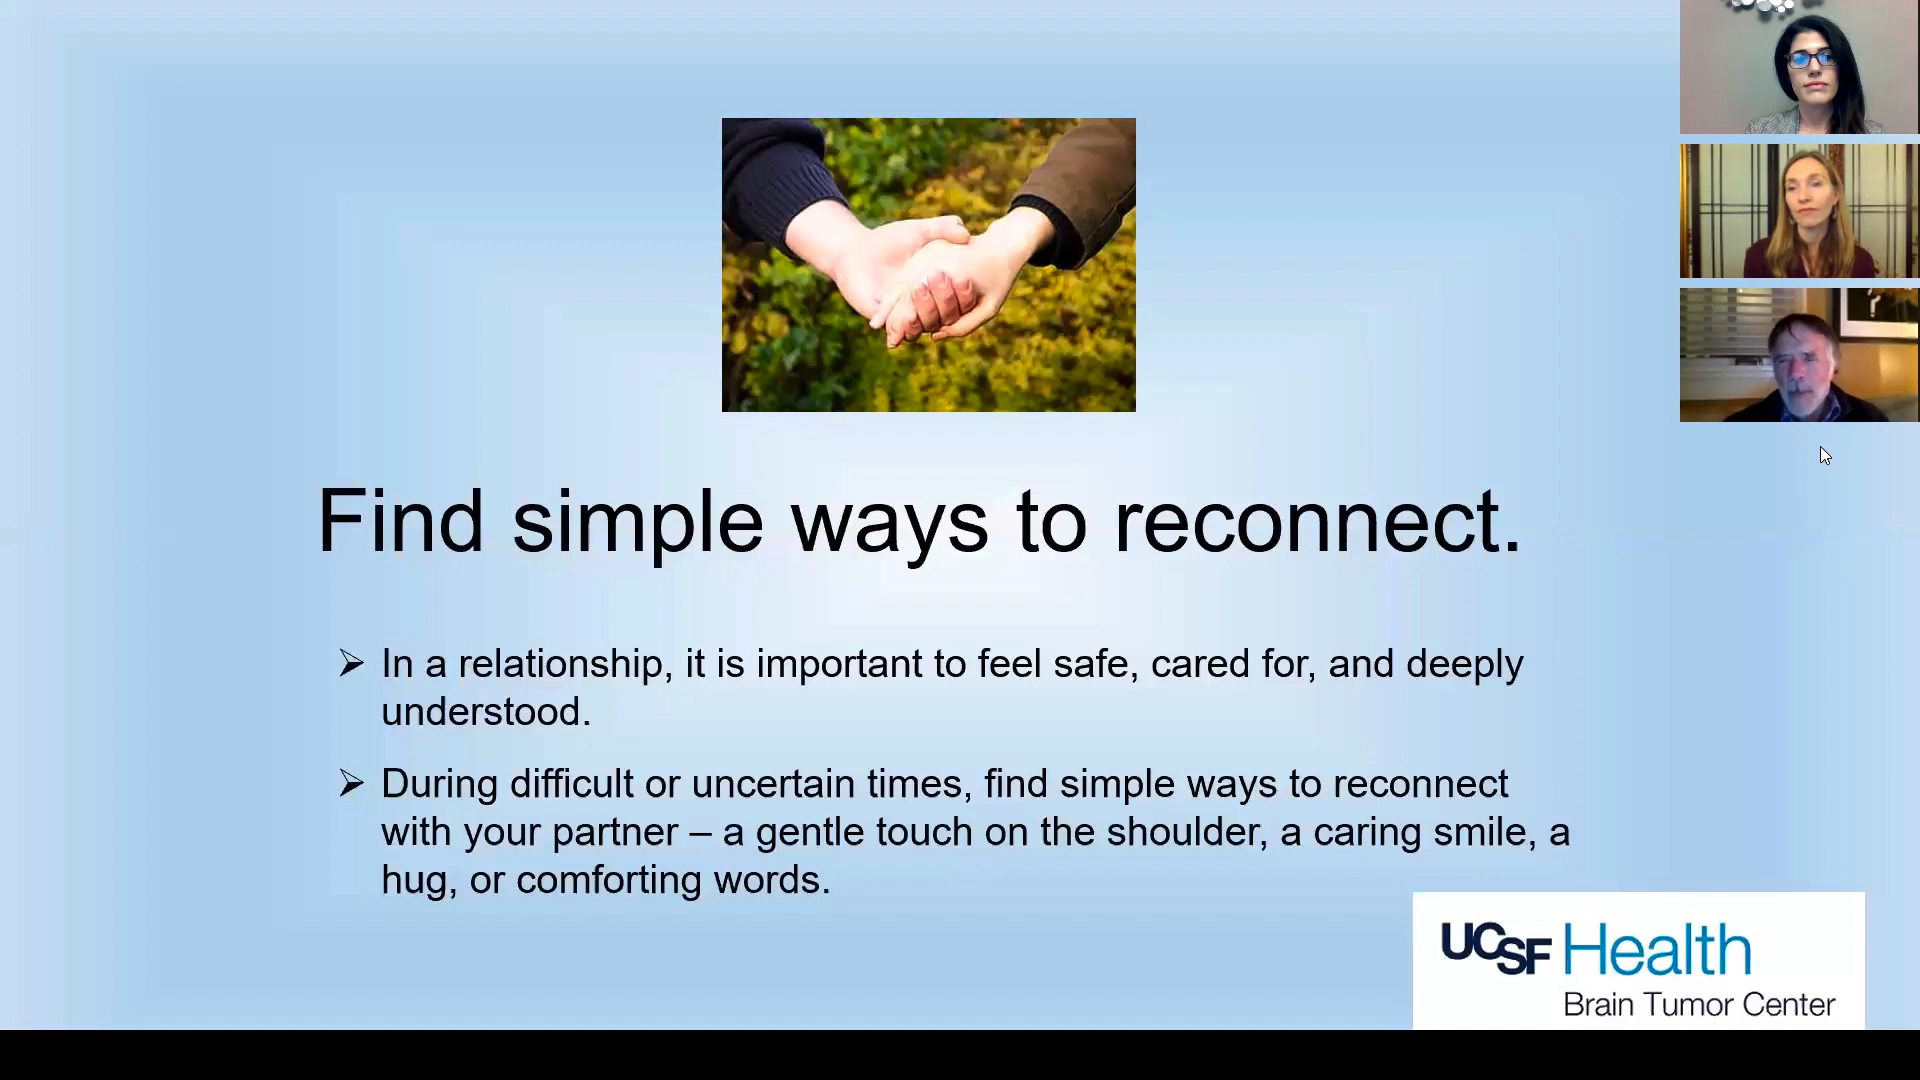 Find simple ways to reconnect.
➢ In a relationship, it is important to feel safe, cared for, and deeply
understood.
➢ During difficult or uncertain times, find simple ways to reconnect
with your partner – a gentle touch on the shoulder, a caring smile, a
hug, or comforting words.
UCSF Health
Brain Tumor Center